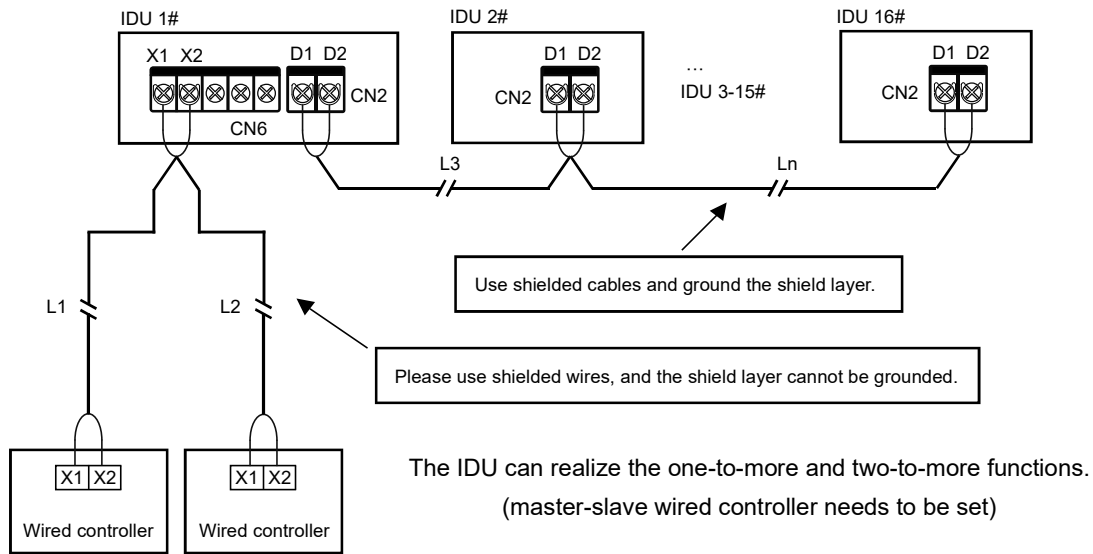 IDU 1#
IDU 2#
IDU 16#
X1 X2
D1 D2
D1 D2
D1 D2
...
IDU 3-15#
CN2
CN2
CN2
CN6
L3
Ln
Use shielded cables and ground the shield layer.
L1
L2
Please use shielded wires, and the shield layer cannot be grounded.
X1 X2
X1 X2
The IDU can realize the one-to-more and two-to-more functions.
(master-slave wired controller needs to be set)
Wired controller
Wired controller